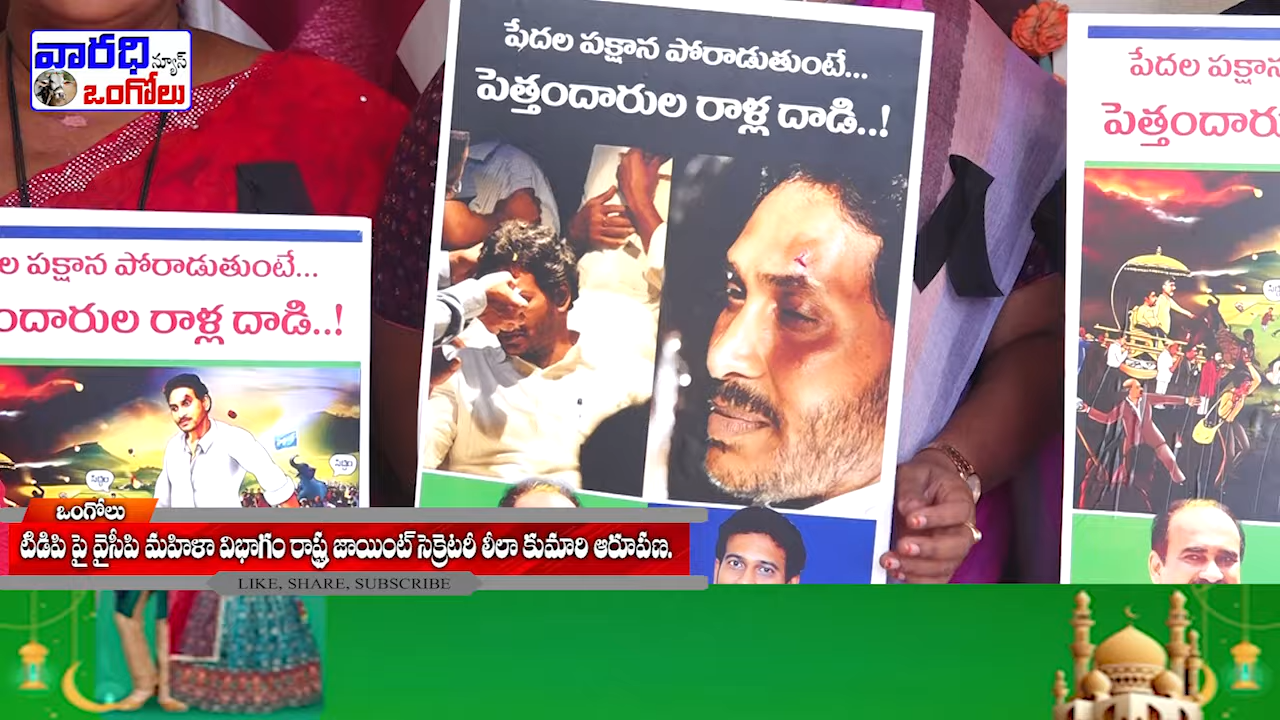 వారధి న్యూస్
ఒంగోలు
పేదల పక్షాన పోరాడుతుంటే...
పెత్తందారుల రాళ్ల దాడి..!
ల పక్షాన పోరాడుతుంటే...
ందారుల రాళ్ల దాడి..!
సిద్ధం
సిద్ధం
పేదల పక్షాన
పెత్తందారు
సిద్ధం
ఒంగోలు
టిడిపి పై వైసీపి మహిళా విభాగం రాష్ట్ర జాయింట్ సెక్రెటరీ లీలా కుమారి ఆరూపణ.
LIKE, SHARE, SUBSCRIBE